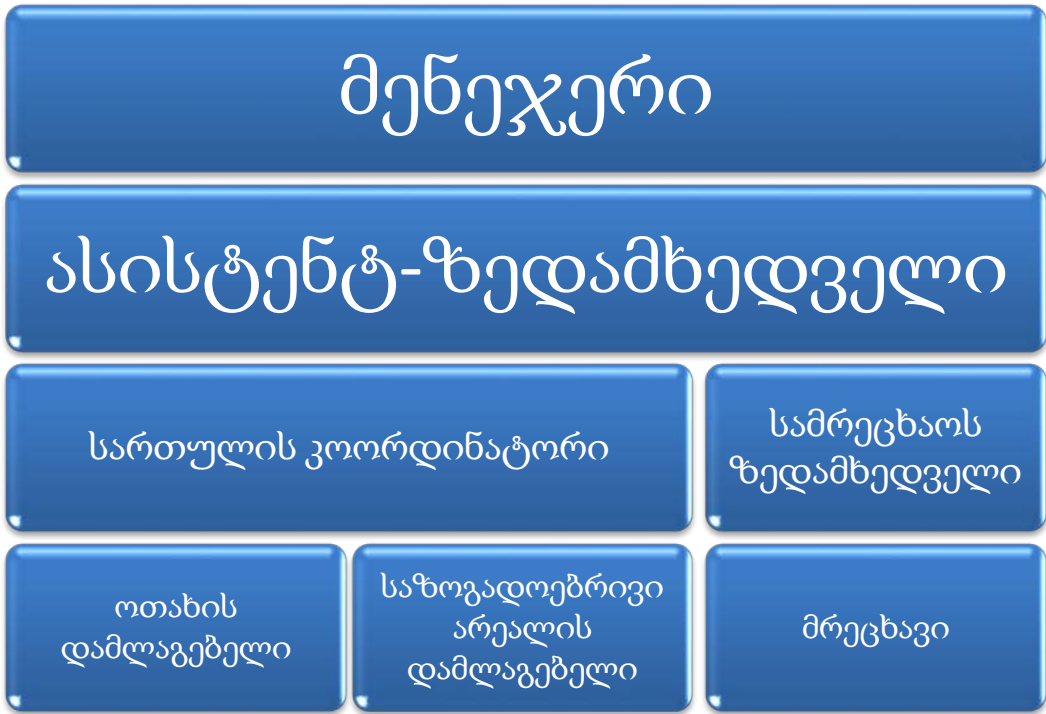 მენეჯერი
ასისტენტ-ზედამხედველი
სართულის კოორდინატორი
სამრეცხაოს
ზედამხედველი
ოთახის
დამლაგებელი
საზოგადოებრივი
არეალის
დამლაგებელი
მრეცხავი